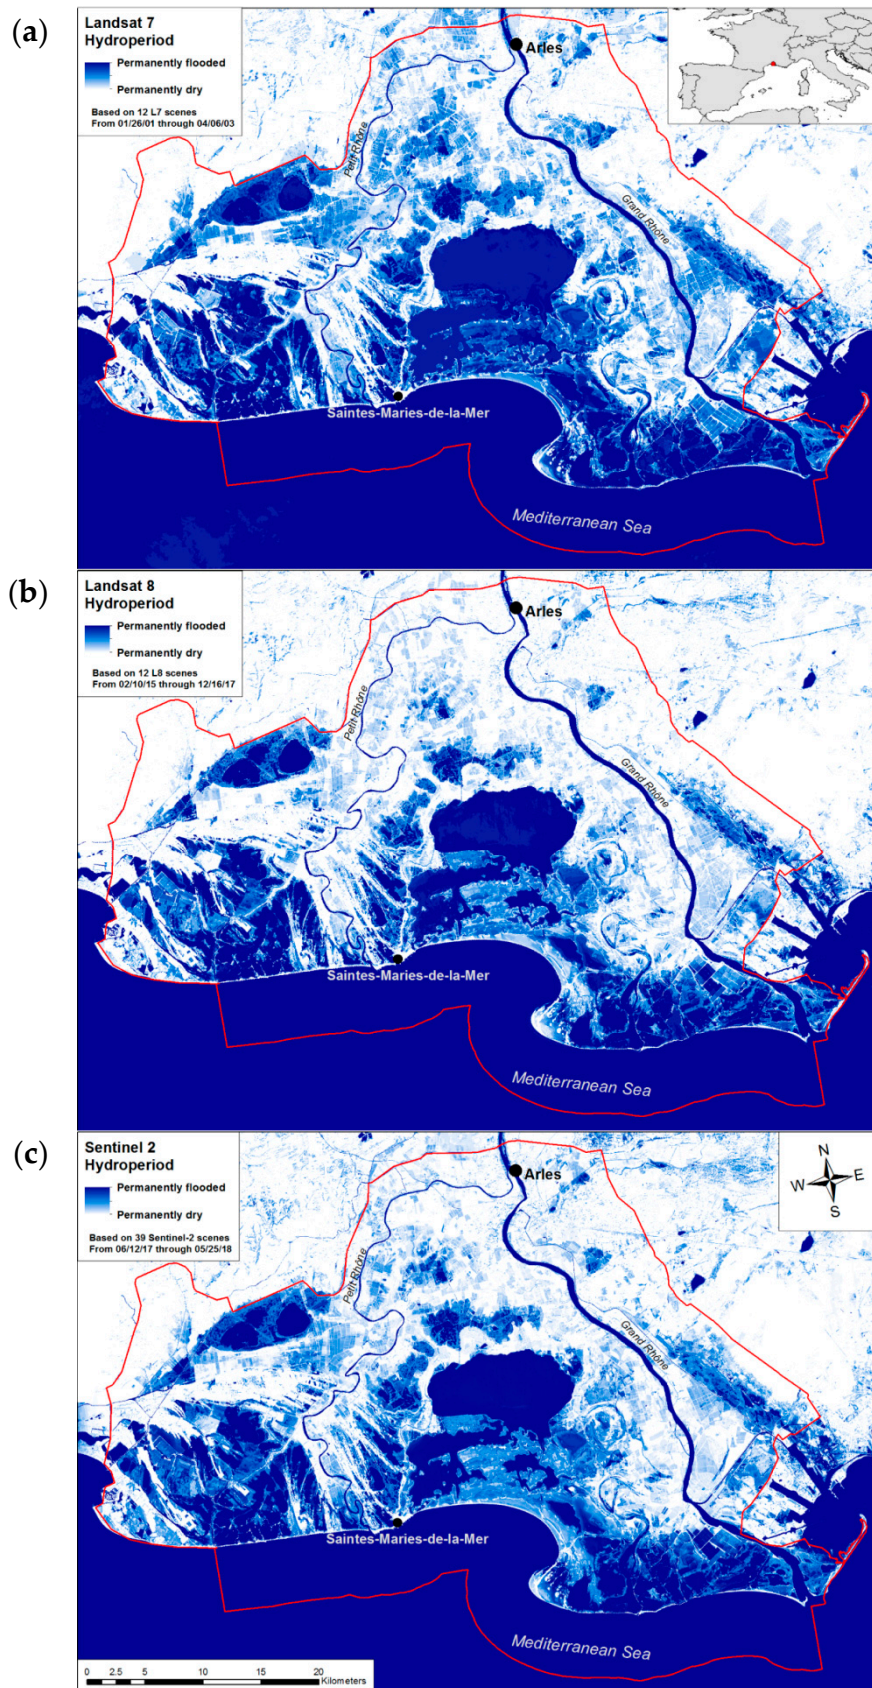 (a)
Landsat 7
Hydroperiod
Permanently flooded
Permanently dry
Based on 12 L7 scenes
From 01/26/01 through 04/06/03
Arles
Petit Rhône
Grand Rhône
Saintes-Maries-de-la-Mer
Mediterranean Sea
(b)
Landsat 8
Hydroperiod
Permanently flooded
Permanently dry
Based on 12 L8 scenes
From 02/10/15 through 12/16/17
Arles
Petit Rhône
Grand Rhône
Saintes-Maries-de-la-Mer
Mediterranean Sea
(c)
Sentinel 2
Hydroperiod
Permanently flooded
Permanently dry
Based on 39 Sentinel-2 scenes
From 06/12/17 through 05/25/18
N
W E
S
Arles
Petit Rhône
Grand Rhône
Saintes-Maries-de-la-Mer
Mediterranean Sea
0 2.5 5 10 15 20
Kilometers